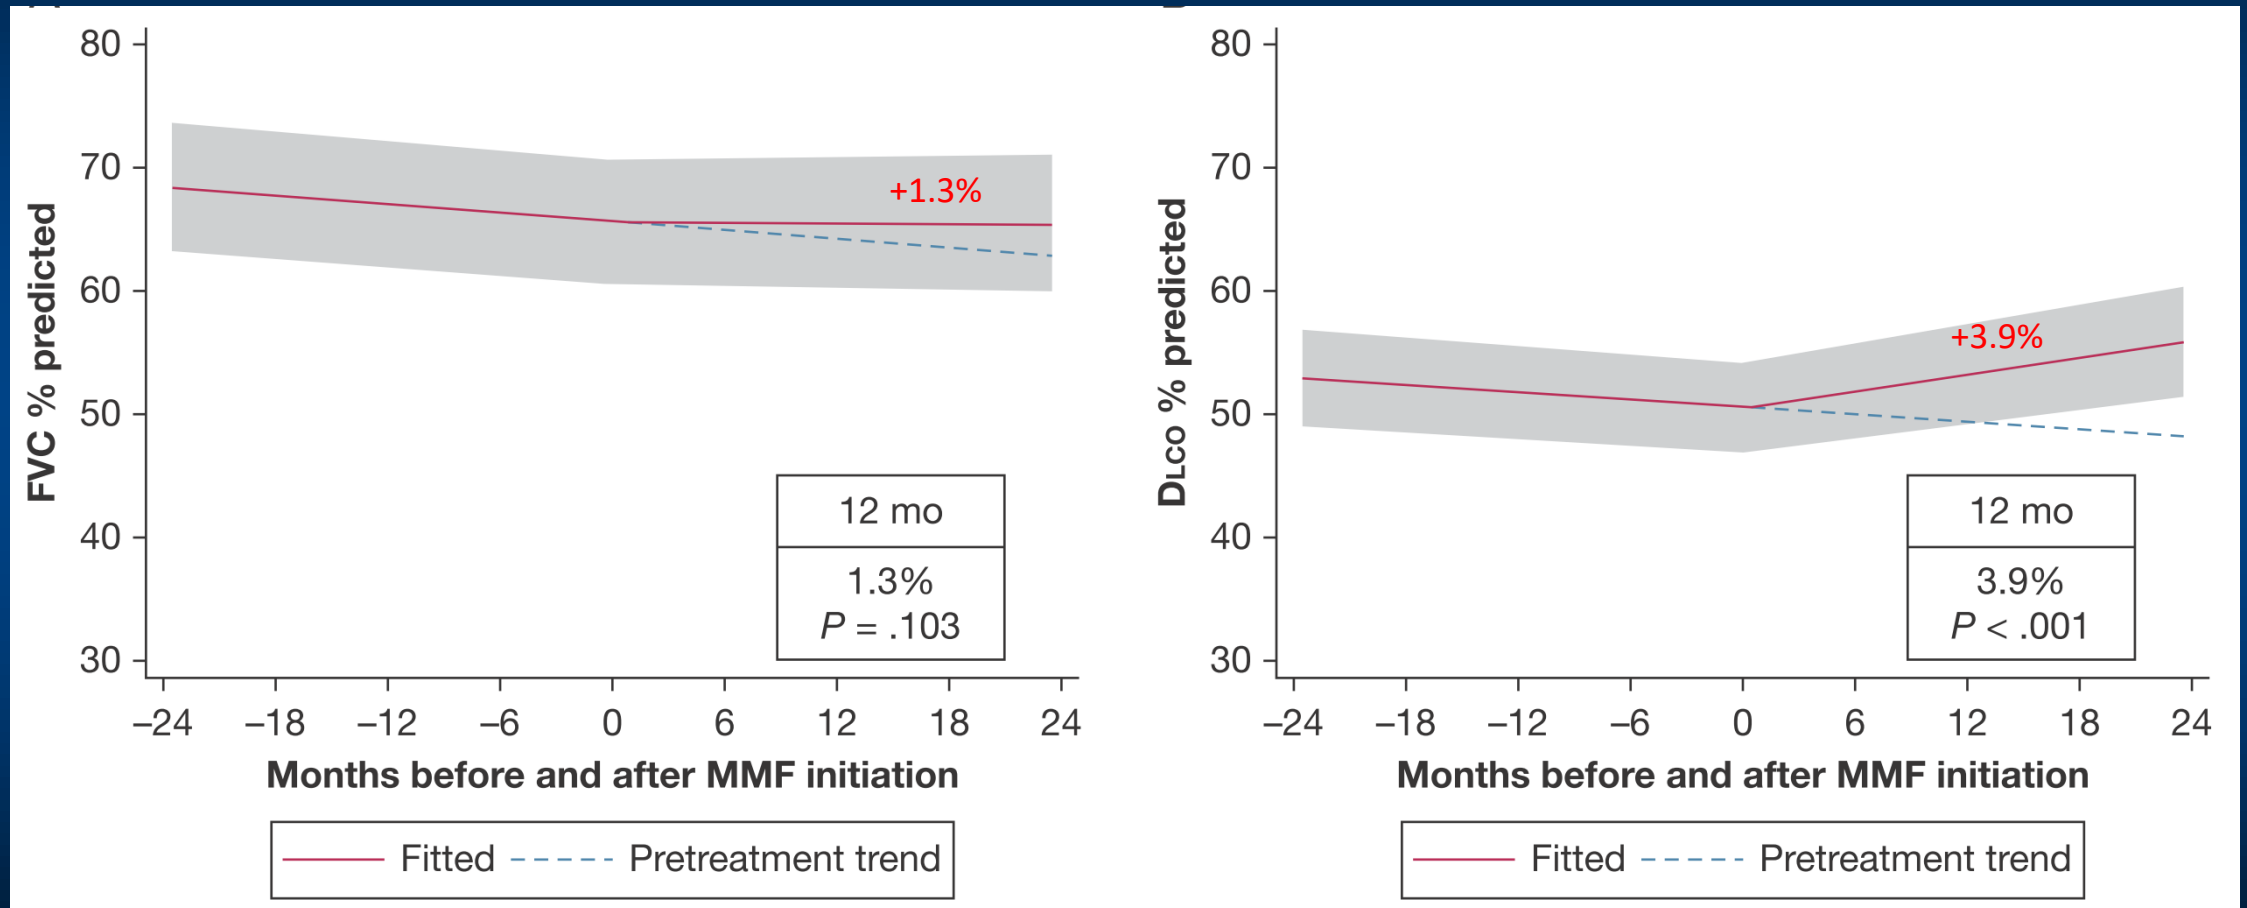 80
70
60
50
40
30
FVC % predicted
+1.3%
12 mo
1.3%
P = .103
–24 –18 –12 –6 0 6 12 18 24
Months before and after MMF initiation
Fitted Pretreatment trend
80
70
60
50
40
30
DLCO % predicted
+3.9%
12 mo
3.9%
P < .001
–24 –18 –12 –6 0 6 12 18 24
Months before and after MMF initiation
Fitted Pretreatment trend